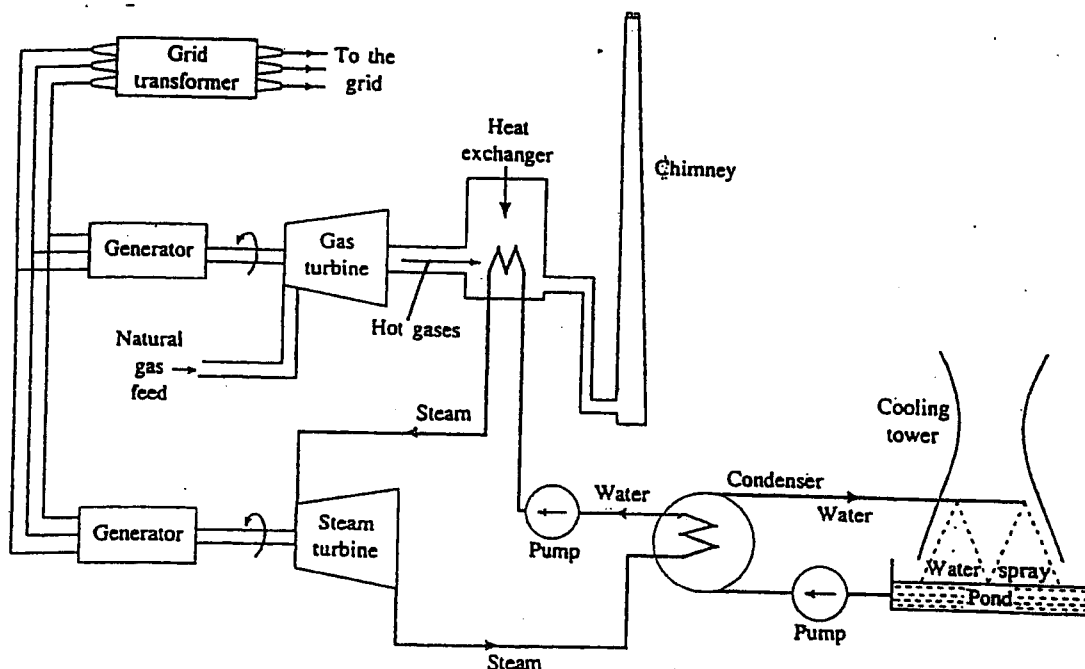 Grid
transformer
To the
grid
Heat
exchanger
Chimney
Generator
Gas
turbine
Hot gases
Natural
gas
feed
Steam
Cooling
tower
Condenser
Water
Water
Generator
Steam
turbine
Pump
Water spray
Pond
Pump
Steam